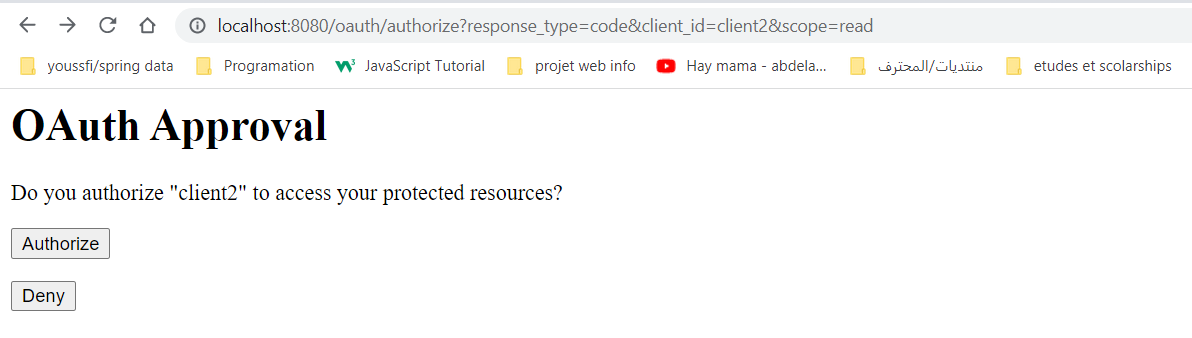 localhost:8080/oauth/authorize?response_type=code&client_id=client2&scope=read
youssfi/spring data Programation W3 JavaScript Tutorial projet web info Hay mama - abdela... منتديات/المحترف etudes et scolarships
OAuth Approval
Do you authorize "client2" to access your protected resources?
Authorize
Deny